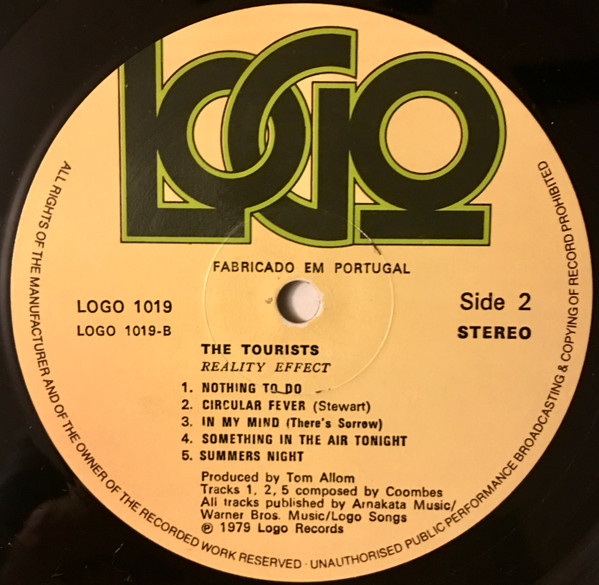 LOGO
FABRICADO EM PORTUGAL
LOGO 1019
LOGO 1019-B
Side 2
STEREO
THE TOURISTS
REALITY EFFECT
1. NOTHING TO DO
2. CIRCULAR FEVER (Stewart)
3. IN MY MIND (There's Sorrow)
4. SOMETHING IN THE AIR TONIGHT
5. SUMMERS NIGHT
Produced by Tom Allom
Tracks 1, 2, 5 composed by Coombes
All tracks published by Arnakata Music/
Warner Bros. Music/Logo Songs
℗ 1979 Logo Records
ALL RIGHTS OF THE MANUFACTURER AND OF THE OWNER OF THE RECORDED WORK RESERVED · UNAUTHORISED PUBLIC PERFORMANCE BROADCASTING & COPYING OF RECORD PROHIBITED